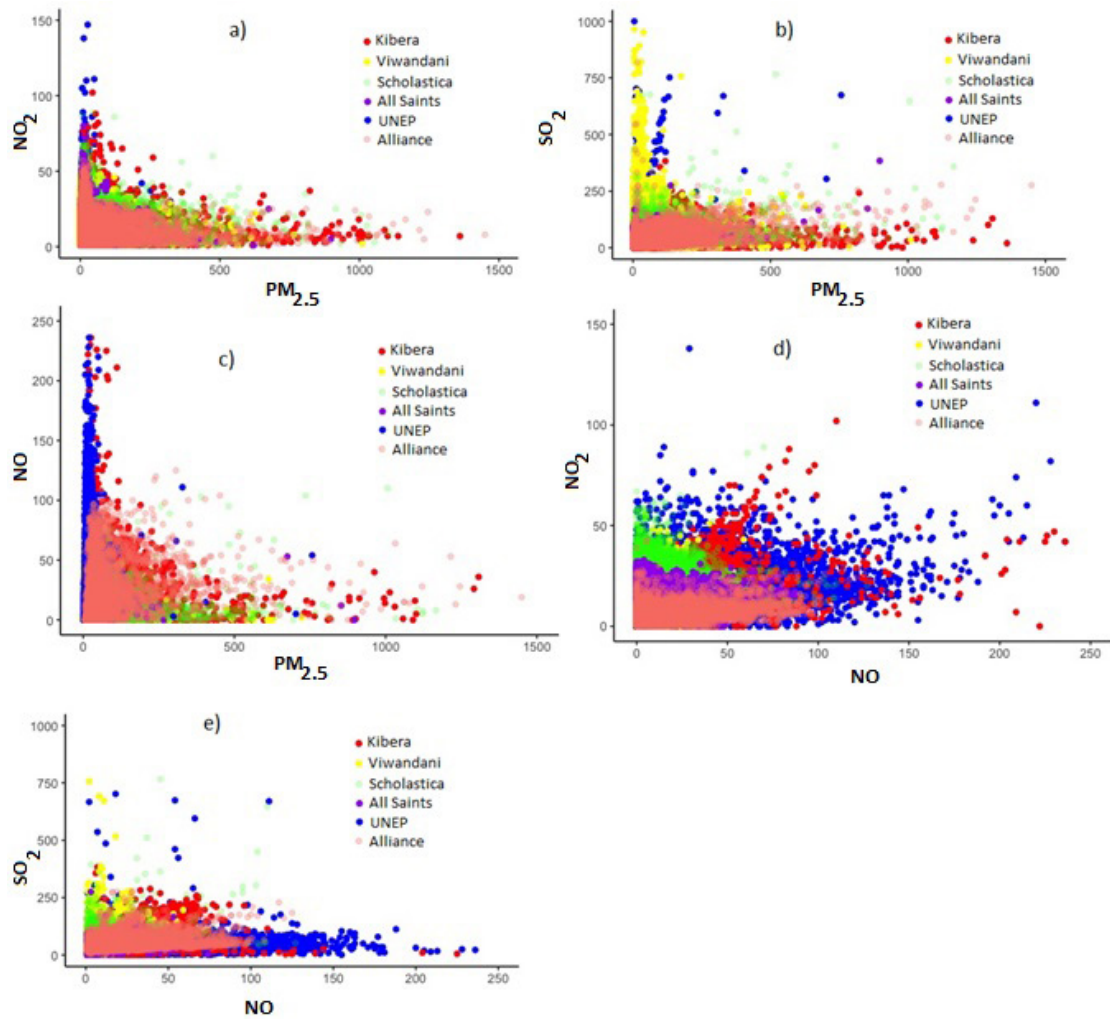 a)
NO2
150
100
50
0
Kibera
Viwandani
Scholastica
All Saints
UNEP
Alliance
0 500 1000 1500
PM2.5
b)
SO2
1000
750
500
250
0
Kibera
Viwandani
Scholastica
All Saints
UNEP
Alliance
0 500 1000 1500
PM2.5
c)
NO
250
200
150
100
50
0
Kibera
Viwandani
Scholastica
All Saints
UNEP
Alliance
0 500 1000 1500
PM2.5
d)
NO2
150
100
50
0
Kibera
Viwandani
Scholastica
All Saints
UNEP
Alliance
0 50 100 150 200 250
NO
e)
SO2
1000
750
500
250
0
Kibera
Viwandani
Scholastica
All Saints
UNEP
Alliance
0 50 100 150 200 250
NO